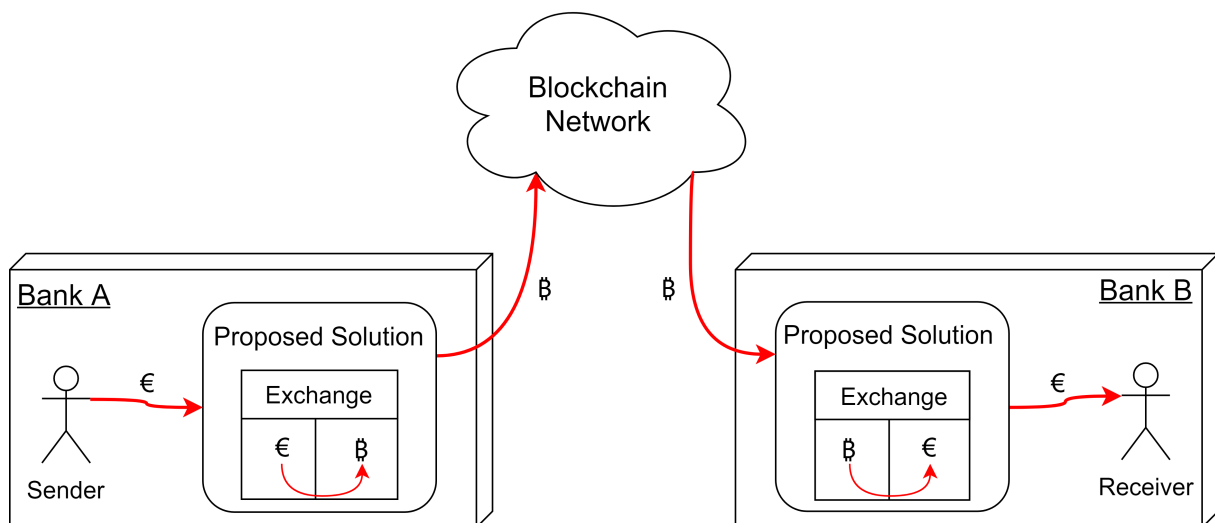 Blockchain
Network
Bank A
Proposed Solution
Exchange
€
₿
€
Sender
₿
₿
Bank B
Proposed Solution
Exchange
₿
€
€
Receiver